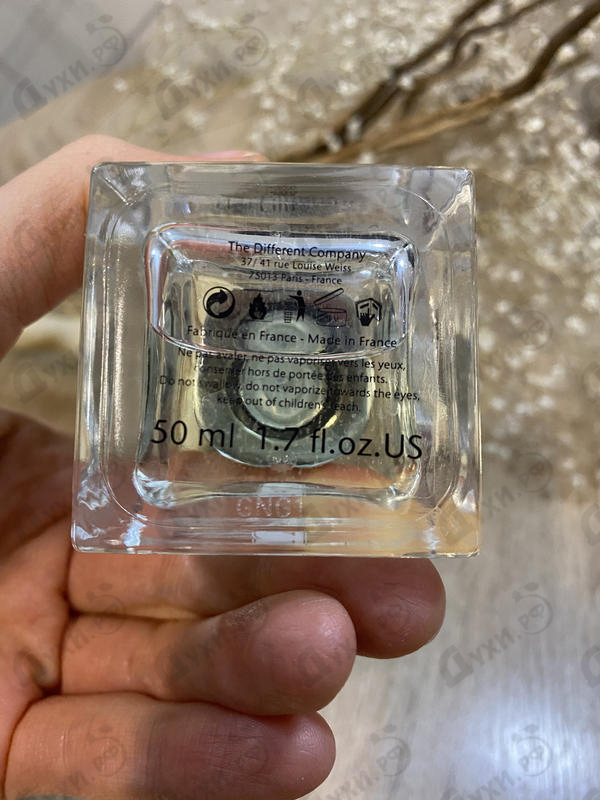 The Different Company
37/41 rue Louise Weiss
75013 Paris - France
Fabriqué en France - Made in France
Ne pas avaler, ne pas vaporiser vers les yeux,
conserver hors de portée des enfants.
Do not swallow, do not vaporize towards the eyes,
keep out of children's reach.
50 ml 1.7 fl.oz.US
Духи.рф